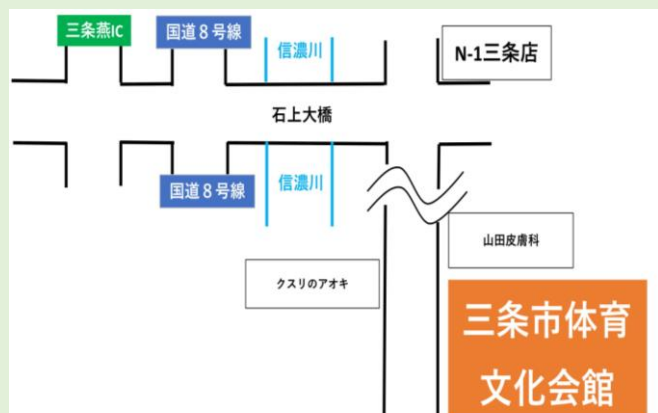 三条燕IC
国道８号線
信濃川
N-1三条店
石上大橋
国道８号線
信濃川
山田皮膚科
クスリのアオキ
三条市体育
文化会館